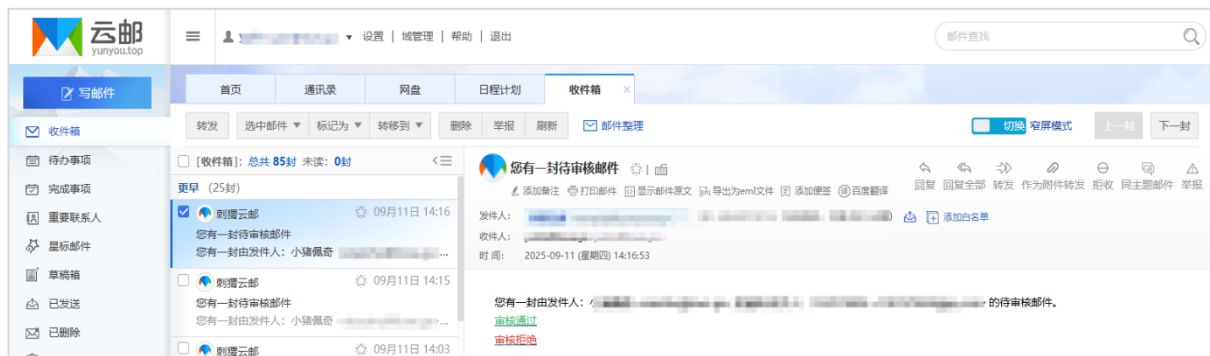 云邮
yunyou.top
设置 | 域管理 | 帮助 | 退出
邮件查找
写邮件
收件箱
待办事项
完成事项
重要联系人
星标邮件
草稿箱
已发送
已删除
首页 通讯录 网盘 日程计划 收件箱
转发 选中邮件 标记为 转移到 删除 举报 刷新 邮件整理
切换 窄屏模式 上一封 下一封
[收件箱]: 总共 85封 未读: 0封
更早 (25封)
刺猬云邮 09月11日 14:16
您有一封待审核邮件
您有一封由发件人：小猪佩奇 ...
刺猬云邮 09月11日 14:15
您有一封待审核邮件
您有一封由发件人：小猪佩奇 ...
刺猬云邮 09月11日 14:03
您有一封待审核邮件
添加备注 打印邮件 显示邮件原文 导出为eml文件 添加便签 百度翻译
回复 回复全部 转发 作为附件转发 拒收 同主题邮件 举报
发件人:
添加白名单
收件人:
时 间: 2025-09-11 (星期四) 14:16:53
您有一封由发件人： 的待审核邮件。
审核通过
审核拒绝